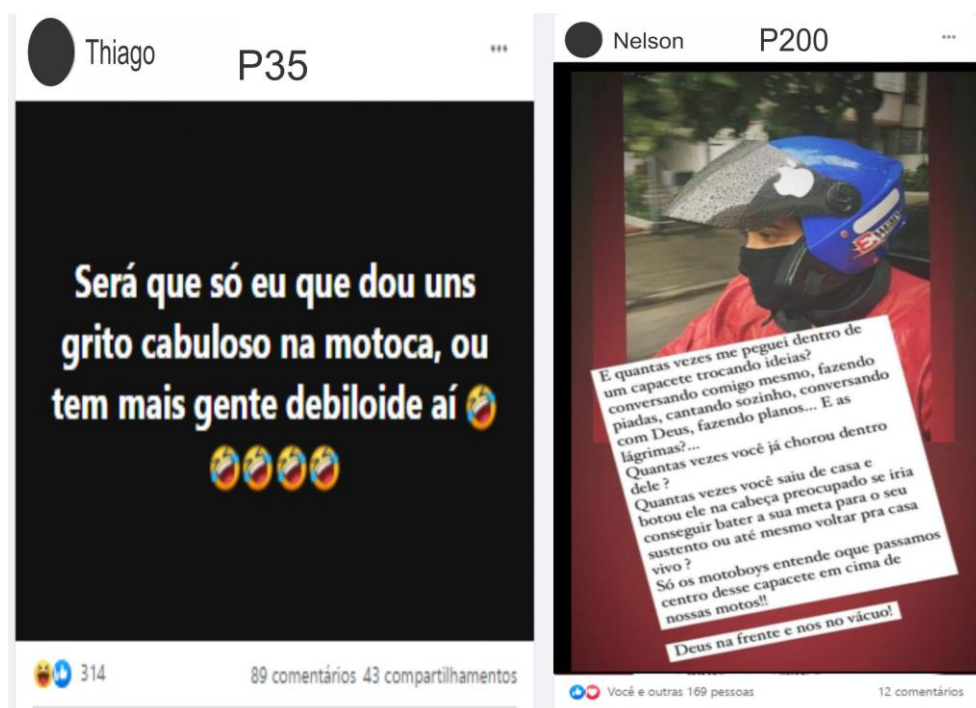 Thiago
P35
Será que só eu que dou uns
grito cabuloso na motoca, ou
tem mais gente debiloide aí 🤣
🤣🤣🤣🤣
314
89 comentários 43 compartilhamentos
Nelson
P200
E quantas vezes me peguei dentro de
um capacete trocando ideias?
conversando comigo mesmo, fazendo
piadas, cantando sozinho, conversando
com Deus, fazendo planos... E as
lágrimas?...
Quantas vezes você já chorou dentro
dele ?
Quantas vezes você saiu de casa e
botou ele na cabeça preocupado se iria
conseguir bater a sua meta para o seu
sustento ou até mesmo voltar pra casa
vivo ?
Só os motoboys entende oque passamos
centro desse capacete em cima de
nossas motos!!
Deus na frente e nos no vácuo!
Você e outras 169 pessoas
12 comentários